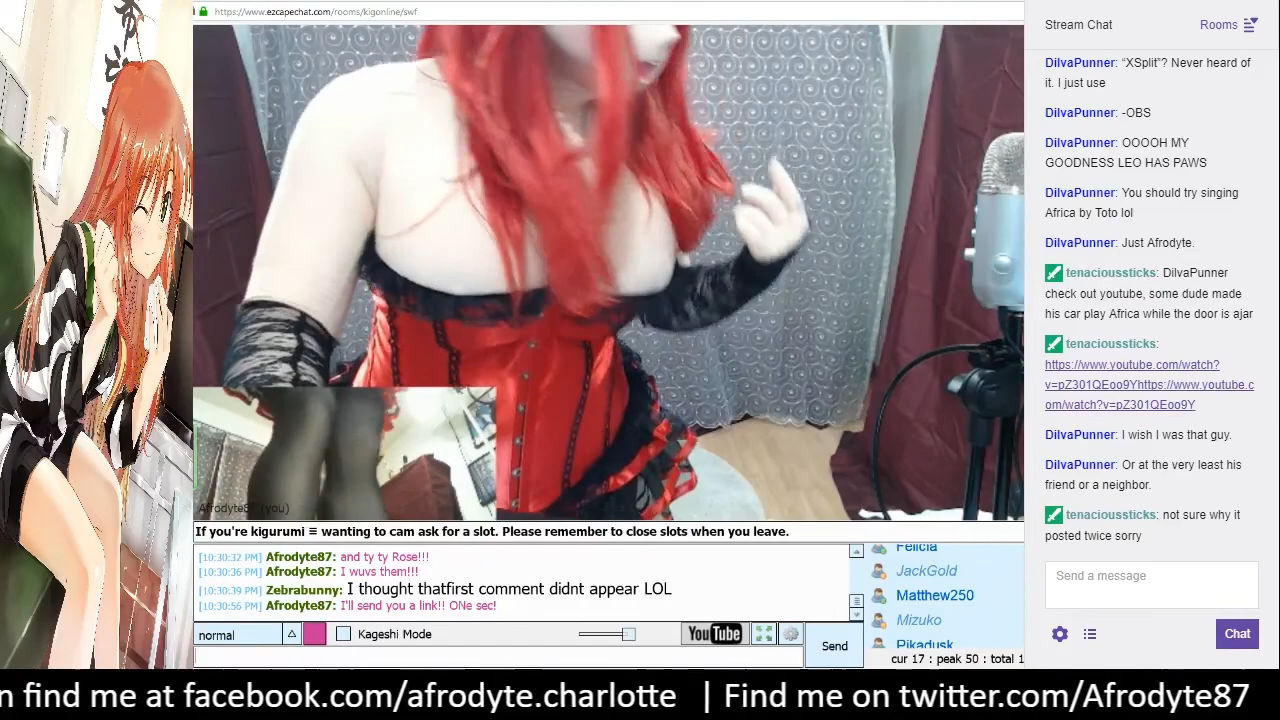 https://www.ezcapechat.com/rooms/kigonline/swf
Stream Chat
Rooms
DilvaPunner: “XSplit”? Never heard of
it. I just use
DilvaPunner: -OBS
DilvaPunner: OOOOH MY
GOODNESS LEO HAS PAWS
DilvaPunner: You should try singing
Africa by Toto lol
DilvaPunner: Just Afrodyte.
tenacioussticks: DilvaPunner
check out youtube, some dude made
his car play Africa while the door is ajar
tenacioussticks:
https://www.youtube.com/watch?
v=pZ301QEoo9Yhttps://www.youtube.c
om/watch?v=pZ301QEoo9Y
DilvaPunner: I wish I was that guy.
DilvaPunner: Or at the very least his
friend or a neighbor.
tenacioussticks: not sure why it
posted twice sorry
Send a message
Chat
Afrodyte87 (you)
If you're kigurumi ≡ wanting to cam ask for a slot. Please remember to close slots when you leave.
[10:30:32 PM] Afrodyte87: and ty ty Rose!!!
[10:30:36 PM] Afrodyte87: I wuvs them!!!
[10:30:39 PM] Zebrabunny: I thought thatfirst comment didnt appear LOL
[10:30:56 PM] Afrodyte87: I'll send you a link!! ONe sec!
Felicia
JackGold
Matthew250
Mizuko
Pikadusk
normal
Kageshi Mode
YouTube
Send
cur 17 : peak 50 : total 1
n find me at facebook.com/afrodyte.charlotte | Find me on twitter.com/Afrodyte87